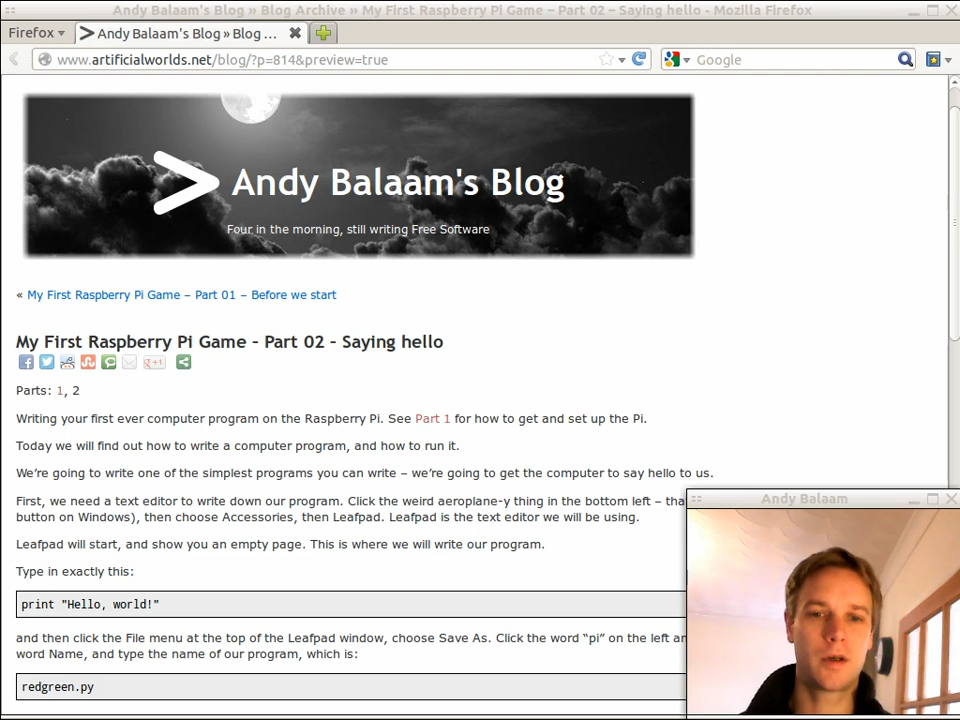 Andy Balaam's Blog » Blog Archive » My First Raspberry Pi Game – Part 02 – Saying hello - Mozilla Firefox
Firefox
Andy Balaam's Blog » Blog ...
www.artificialworlds.net/blog/?p=814&preview=true
Google
> Andy Balaam's Blog
Four in the morning, still writing Free Software
« My First Raspberry Pi Game – Part 01 – Before we start
My First Raspberry Pi Game – Part 02 – Saying hello
+1
Parts: 1, 2
Writing your first ever computer program on the Raspberry Pi. See Part 1 for how to get and set up the Pi.
Today we will find out how to write a computer program, and how to run it.
We're going to write one of the simplest programs you can write – we're going to get the computer to say hello to us.
First, we need a text editor to write down our program. Click the weird aeroplane-y thing in the bottom left – tha
button on Windows), then choose Accessories, then Leafpad. Leafpad is the text editor we will be using.
Leafpad will start, and show you an empty page. This is where we will write our program.
Type in exactly this:
print "Hello, world!"
and then click the File menu at the top of the Leafpad window, choose Save As. Click the word “pi” on the left an
word Name, and type the name of our program, which is:
redgreen.py
Andy Balaam